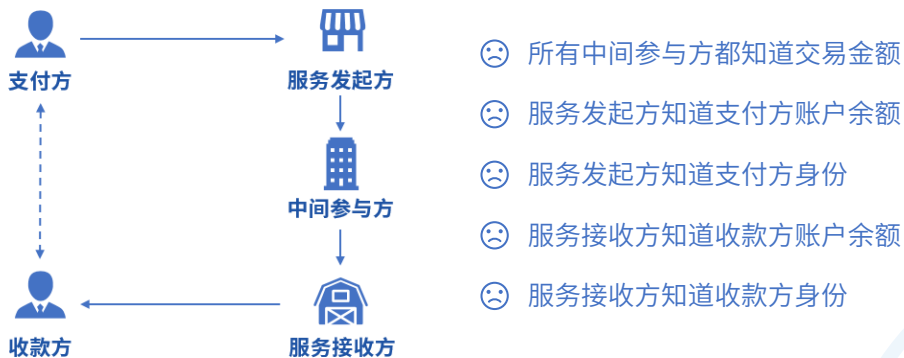 支付方
服务发起方
中间参与方
收款方
服务接收方
所有中间参与方都知道交易金额
服务发起方知道支付方账户余额
服务发起方知道支付方身份
服务接收方知道收款方账户余额
服务接收方知道收款方身份